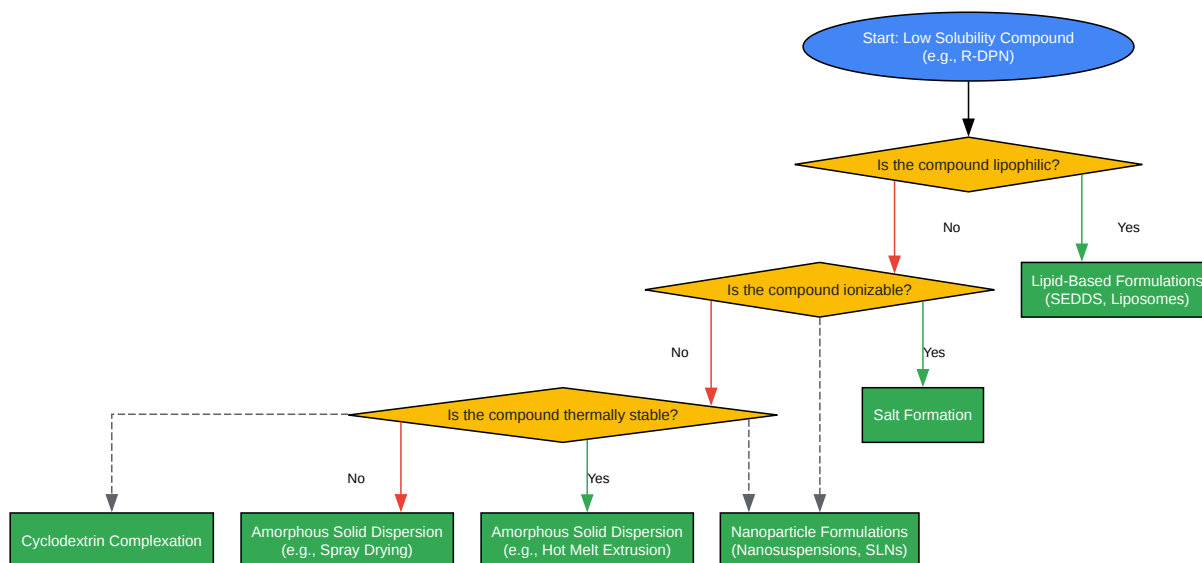 Start: Low Solubility Compound
(e.g., R-DPN)
Is the compound lipophilic?
No
Yes
Is the compound ionizable?
Lipid-Based Formulations
(SEDDS, Liposomes)
No
Yes
Is the compound thermally stable?
Salt Formation
No
Yes
Cyclodextrin Complexation
Amorphous Solid Dispersion
(e.g., Spray Drying)
Amorphous Solid Dispersion
(e.g., Hot Melt Extrusion)
Nanoparticle Formulations
(Nanosuspensions, SLNs)